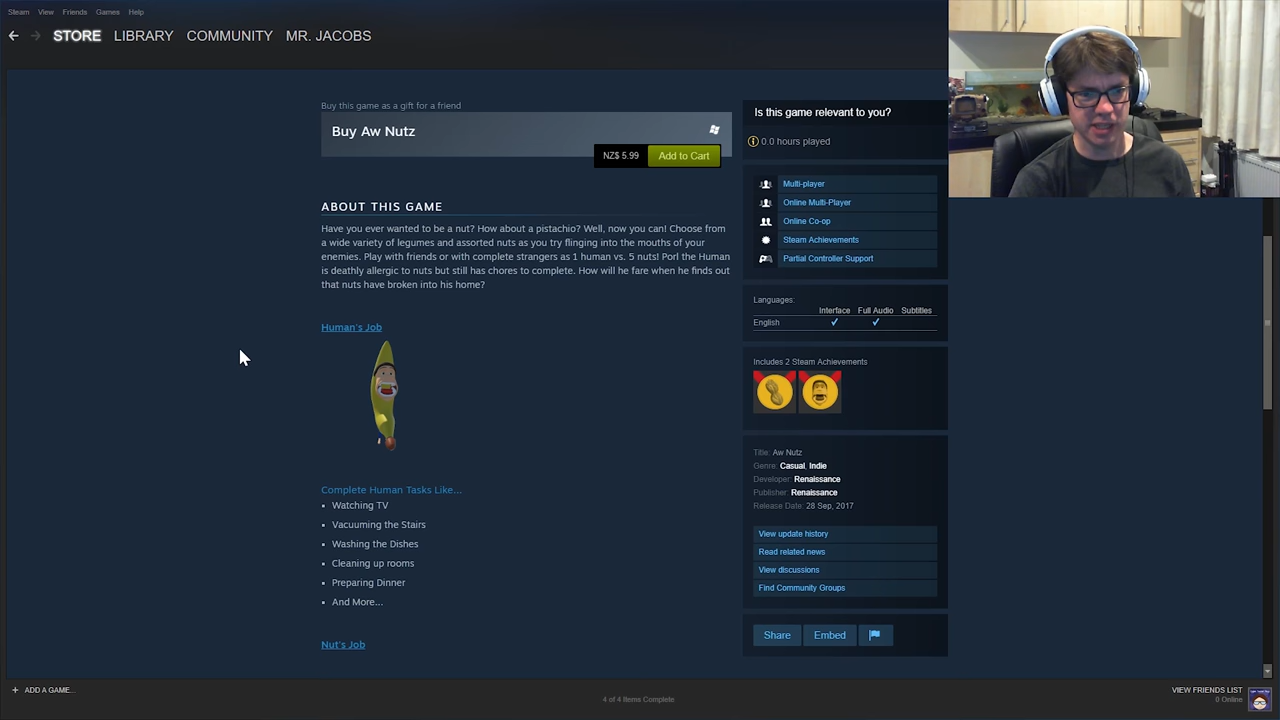 Steam View Friends Games Help
STORE LIBRARY COMMUNITY MR. JACOBS
Buy this game as a gift for a friend
Buy Aw Nutz
NZ$ 5.99 Add to Cart
ABOUT THIS GAME
Have you ever wanted to be a nut? How about a pistachio? Well, now you can! Choose from
a wide variety of legumes and assorted nuts as you try flinging into the mouths of your
enemies. Play with friends or with complete strangers as 1 human vs. 5 nuts! Porl the Human
is deathly allergic to nuts but still has chores to complete. How will he fare when he finds out
that nuts have broken into his home?
Human's Job
Complete Human Tasks Like...
• Watching TV
• Vacuuming the Stairs
• Washing the Dishes
• Cleaning up rooms
• Preparing Dinner
• And More...
Nut's Job
Is this game relevant to you?
0.0 hours played
Multi-player
Online Multi-Player
Online Co-op
Steam Achievements
Partial Controller Support
Languages:
Interface Full Audio Subtitles
English ✓ ✓
Includes 2 Steam Achievements
Title: Aw Nutz
Genre: Casual, Indie
Developer: Renaissance
Publisher: Renaissance
Release Date: 28 Sep, 2017
View update history
Read related news
View discussions
Find Community Groups
Share Embed
+ ADD A GAME...
4 of 4 Items Complete
VIEW FRIENDS LIST
0 Online